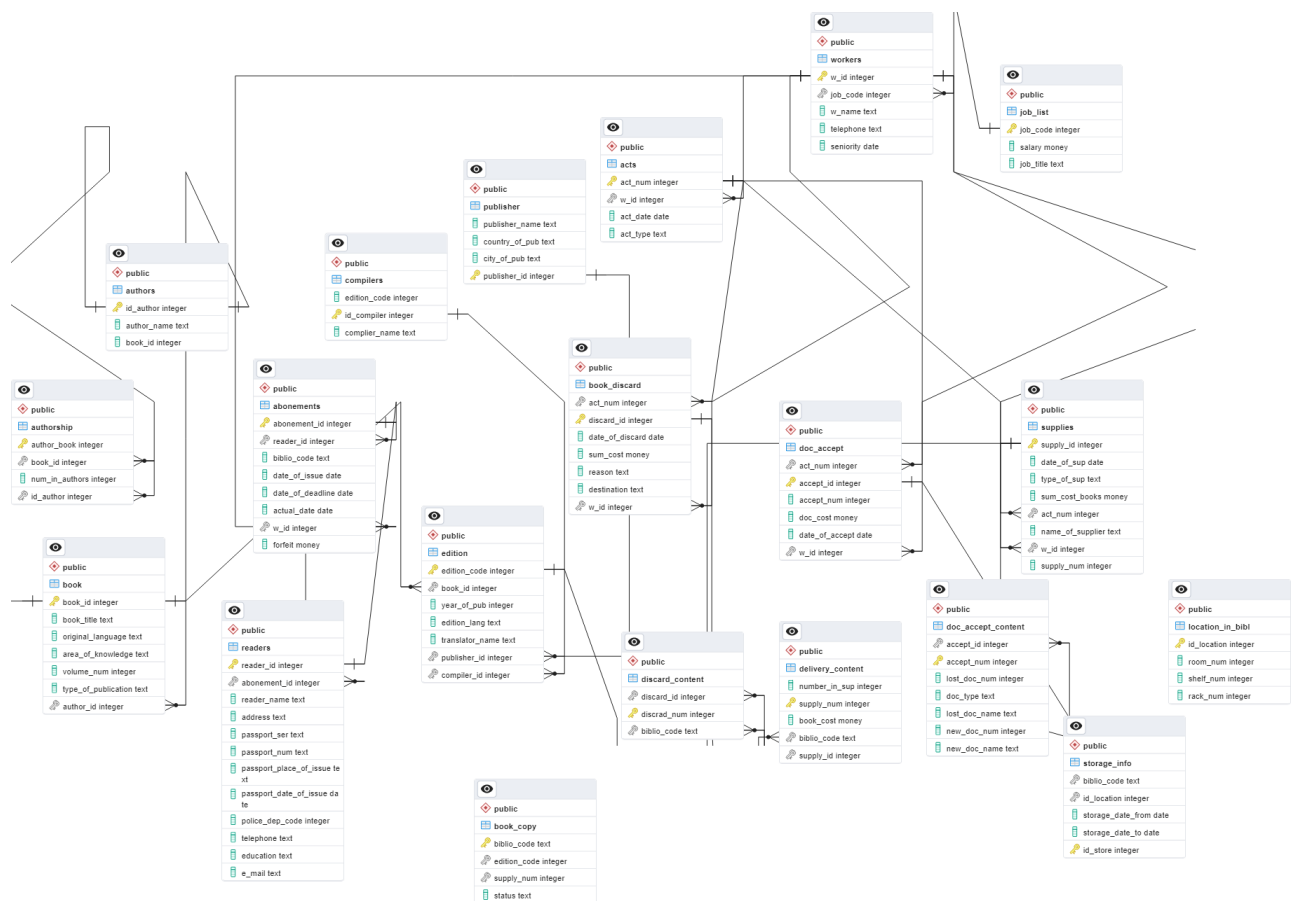 public
workers
w_id integer
job_code integer
w_name text
telephone text
seniority date
public
job_list
job_code integer
salary money
job_title text
public
acts
act_num integer
w_id integer
act_date date
act_type text
public
publisher
publisher_name text
country_of_pub text
city_of_pub text
publisher_id integer
public
compilers
edition_code integer
id_compiler integer
complier_name text
public
authors
id_author integer
author_name text
book_id integer
public
authorship
author_book integer
book_id integer
num_in_authors integer
id_author integer
public
abonements
abonement_id integer
reader_id integer
biblio_code text
date_of_issue date
date_of_deadline date
actual_date date
w_id integer
forfeit money
public
book_discard
act_num integer
discard_id integer
date_of_discard date
sum_cost money
reason text
destination text
w_id integer
public
doc_accept
act_num integer
accept_id integer
accept_num integer
doc_cost money
date_of_accept date
w_id integer
public
supplies
supply_id integer
date_of_sup date
type_of_sup text
sum_cost_books money
act_num integer
name_of_supplier text
w_id integer
supply_num integer
public
book
book_id integer
book_title text
original_language text
area_of_knowledge text
volume_num integer
type_of_publication text
author_id integer
public
edition
edition_code integer
book_id integer
year_of_pub integer
edition_lang text
translator_name text
publisher_id integer
compiler_id integer
public
readers
reader_id integer
abonement_id integer
reader_name text
address text
passport_ser text
passport_num text
passport_place_of_issue te
xt
passport_date_of_issue da
te
police_dep_code integer
telephone text
education text
e_mail text
public
discard_content
discard_id integer
discrad_num integer
biblio_code text
public
delivery_content
number_in_sup integer
supply_num integer
book_cost money
biblio_code text
supply_id integer
public
doc_accept_content
accept_id integer
accept_num integer
lost_doc_num integer
doc_type text
lost_doc_name text
new_doc_num integer
new_doc_name text
public
location_in_bibl
id_location integer
room_num integer
shelf_num integer
rack_num integer
public
storage_info
biblio_code text
id_location integer
storage_date_from date
storage_date_to date
id_store integer
public
book_copy
biblio_code text
edition_code integer
supply_num integer
status text